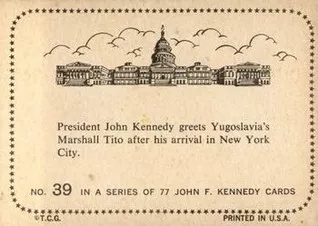 President John Kennedy greets Yugoslavia's
Marshall Tito after his arrival in New York
City.
NO. 39 IN A SERIES OF 77 JOHN F. KENNEDY CARDS
©T.C.G. PRINTED IN U.S.A.